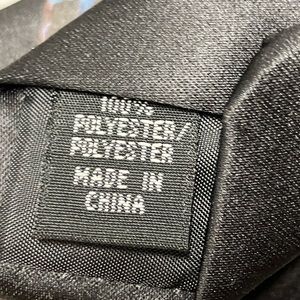 100%
POLYESTER/
POLYESTER
MADE IN
CHINA